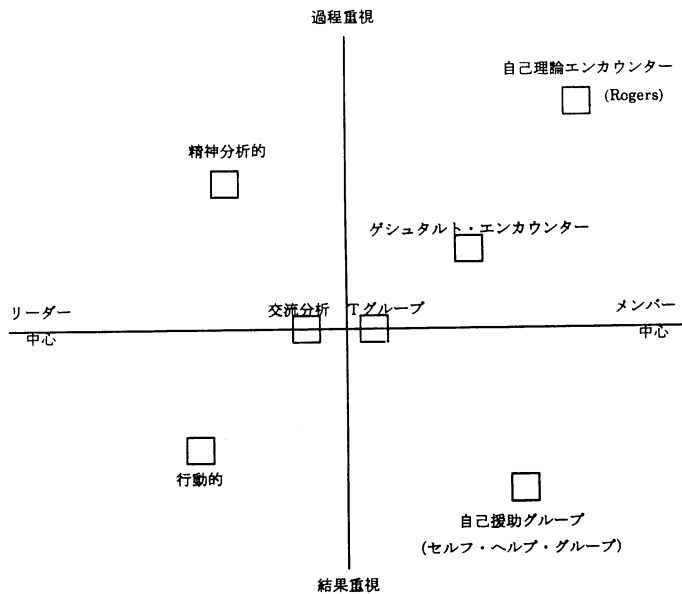 過程重視
自己理論エンカウンター
(Rogers)
精神分析的
ゲシュタルト・エンカウンター
リーダー
中心
交流分析
Tグループ
メンバー
中心
行動的
自己援助グループ
(セルフ・ヘルプ・グループ)
結果重視